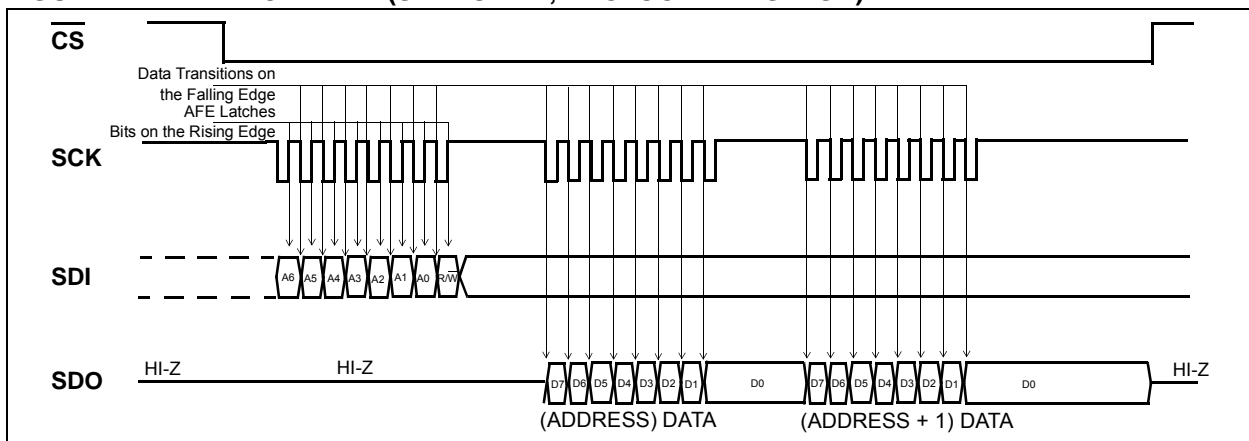 CS
Data Transitions on
the Falling Edge
AFE Latches
Bits on the Rising Edge
SCK
SDI
A6 A5 A4 A3 A2 A1 A0 R/W
SDO
HI-Z HI-Z D7 D6 D5 D4 D3 D2 D1 D0 D7 D6 D5 D4 D3 D2 D1 D0 HI-Z
(ADDRESS) DATA (ADDRESS + 1) DATA